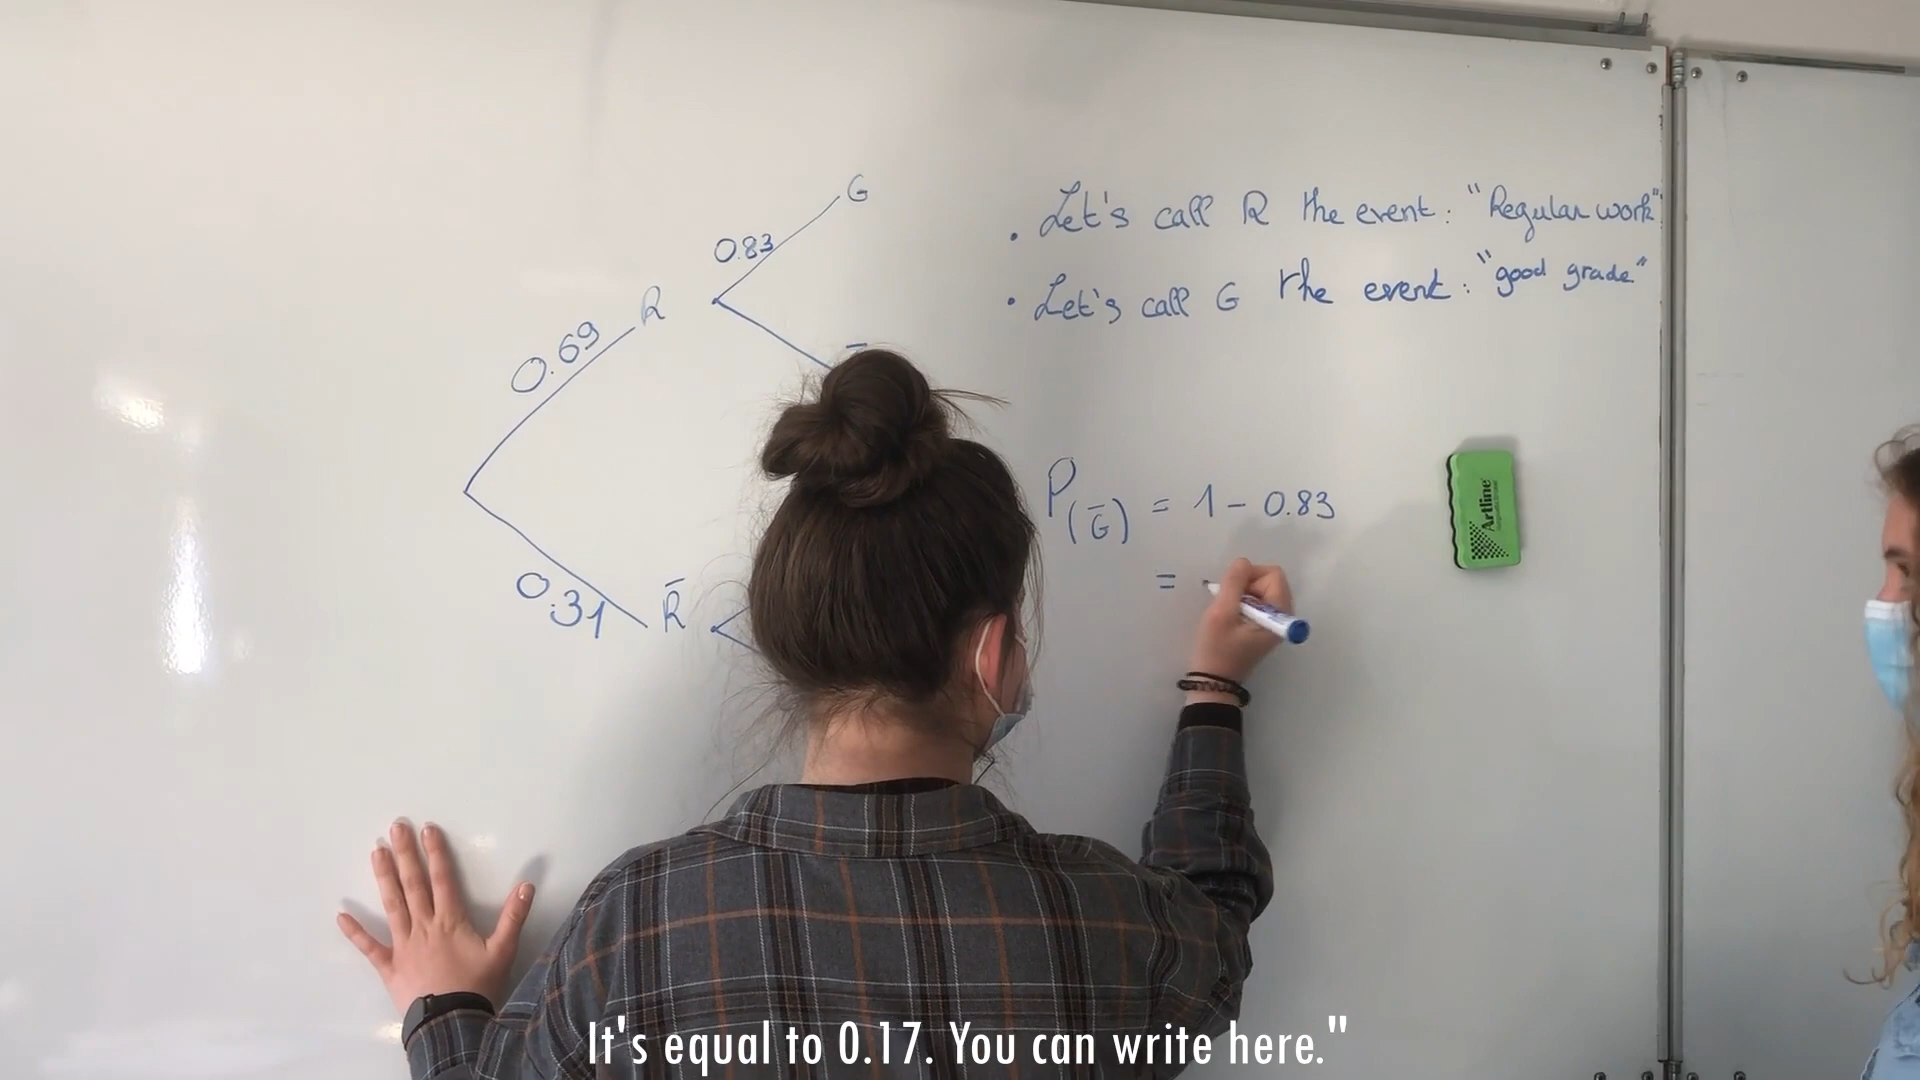 G
0.83
R
0.69
0.31
R̄
. Let's call R the event: "Regular work"
. Let's call G the event: "good grade"
P(Ḡ) = 1 - 0.83
=
Artline
It's equal to 0.17. You can write here."